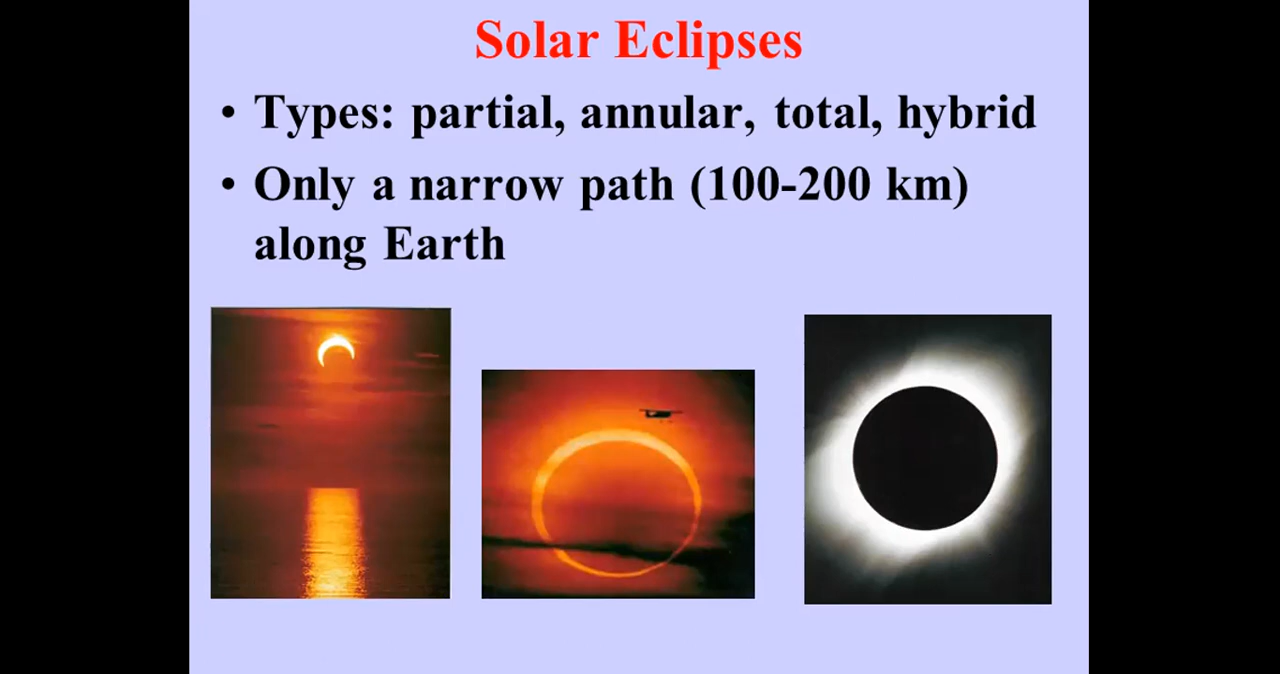 Solar Eclipses
• Types: partial, annular, total, hybrid
• Only a narrow path (100-200 km)
along Earth